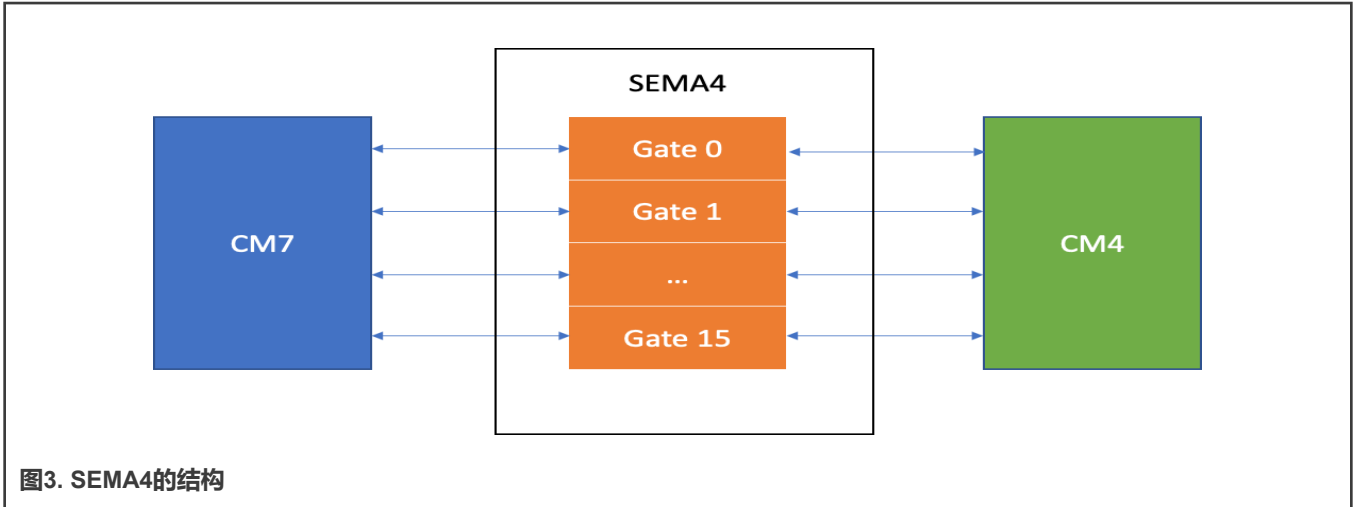 SEMA4
Gate 0
Gate 1
CM7
CM4
...
Gate 15
图3. SEMA4的结构